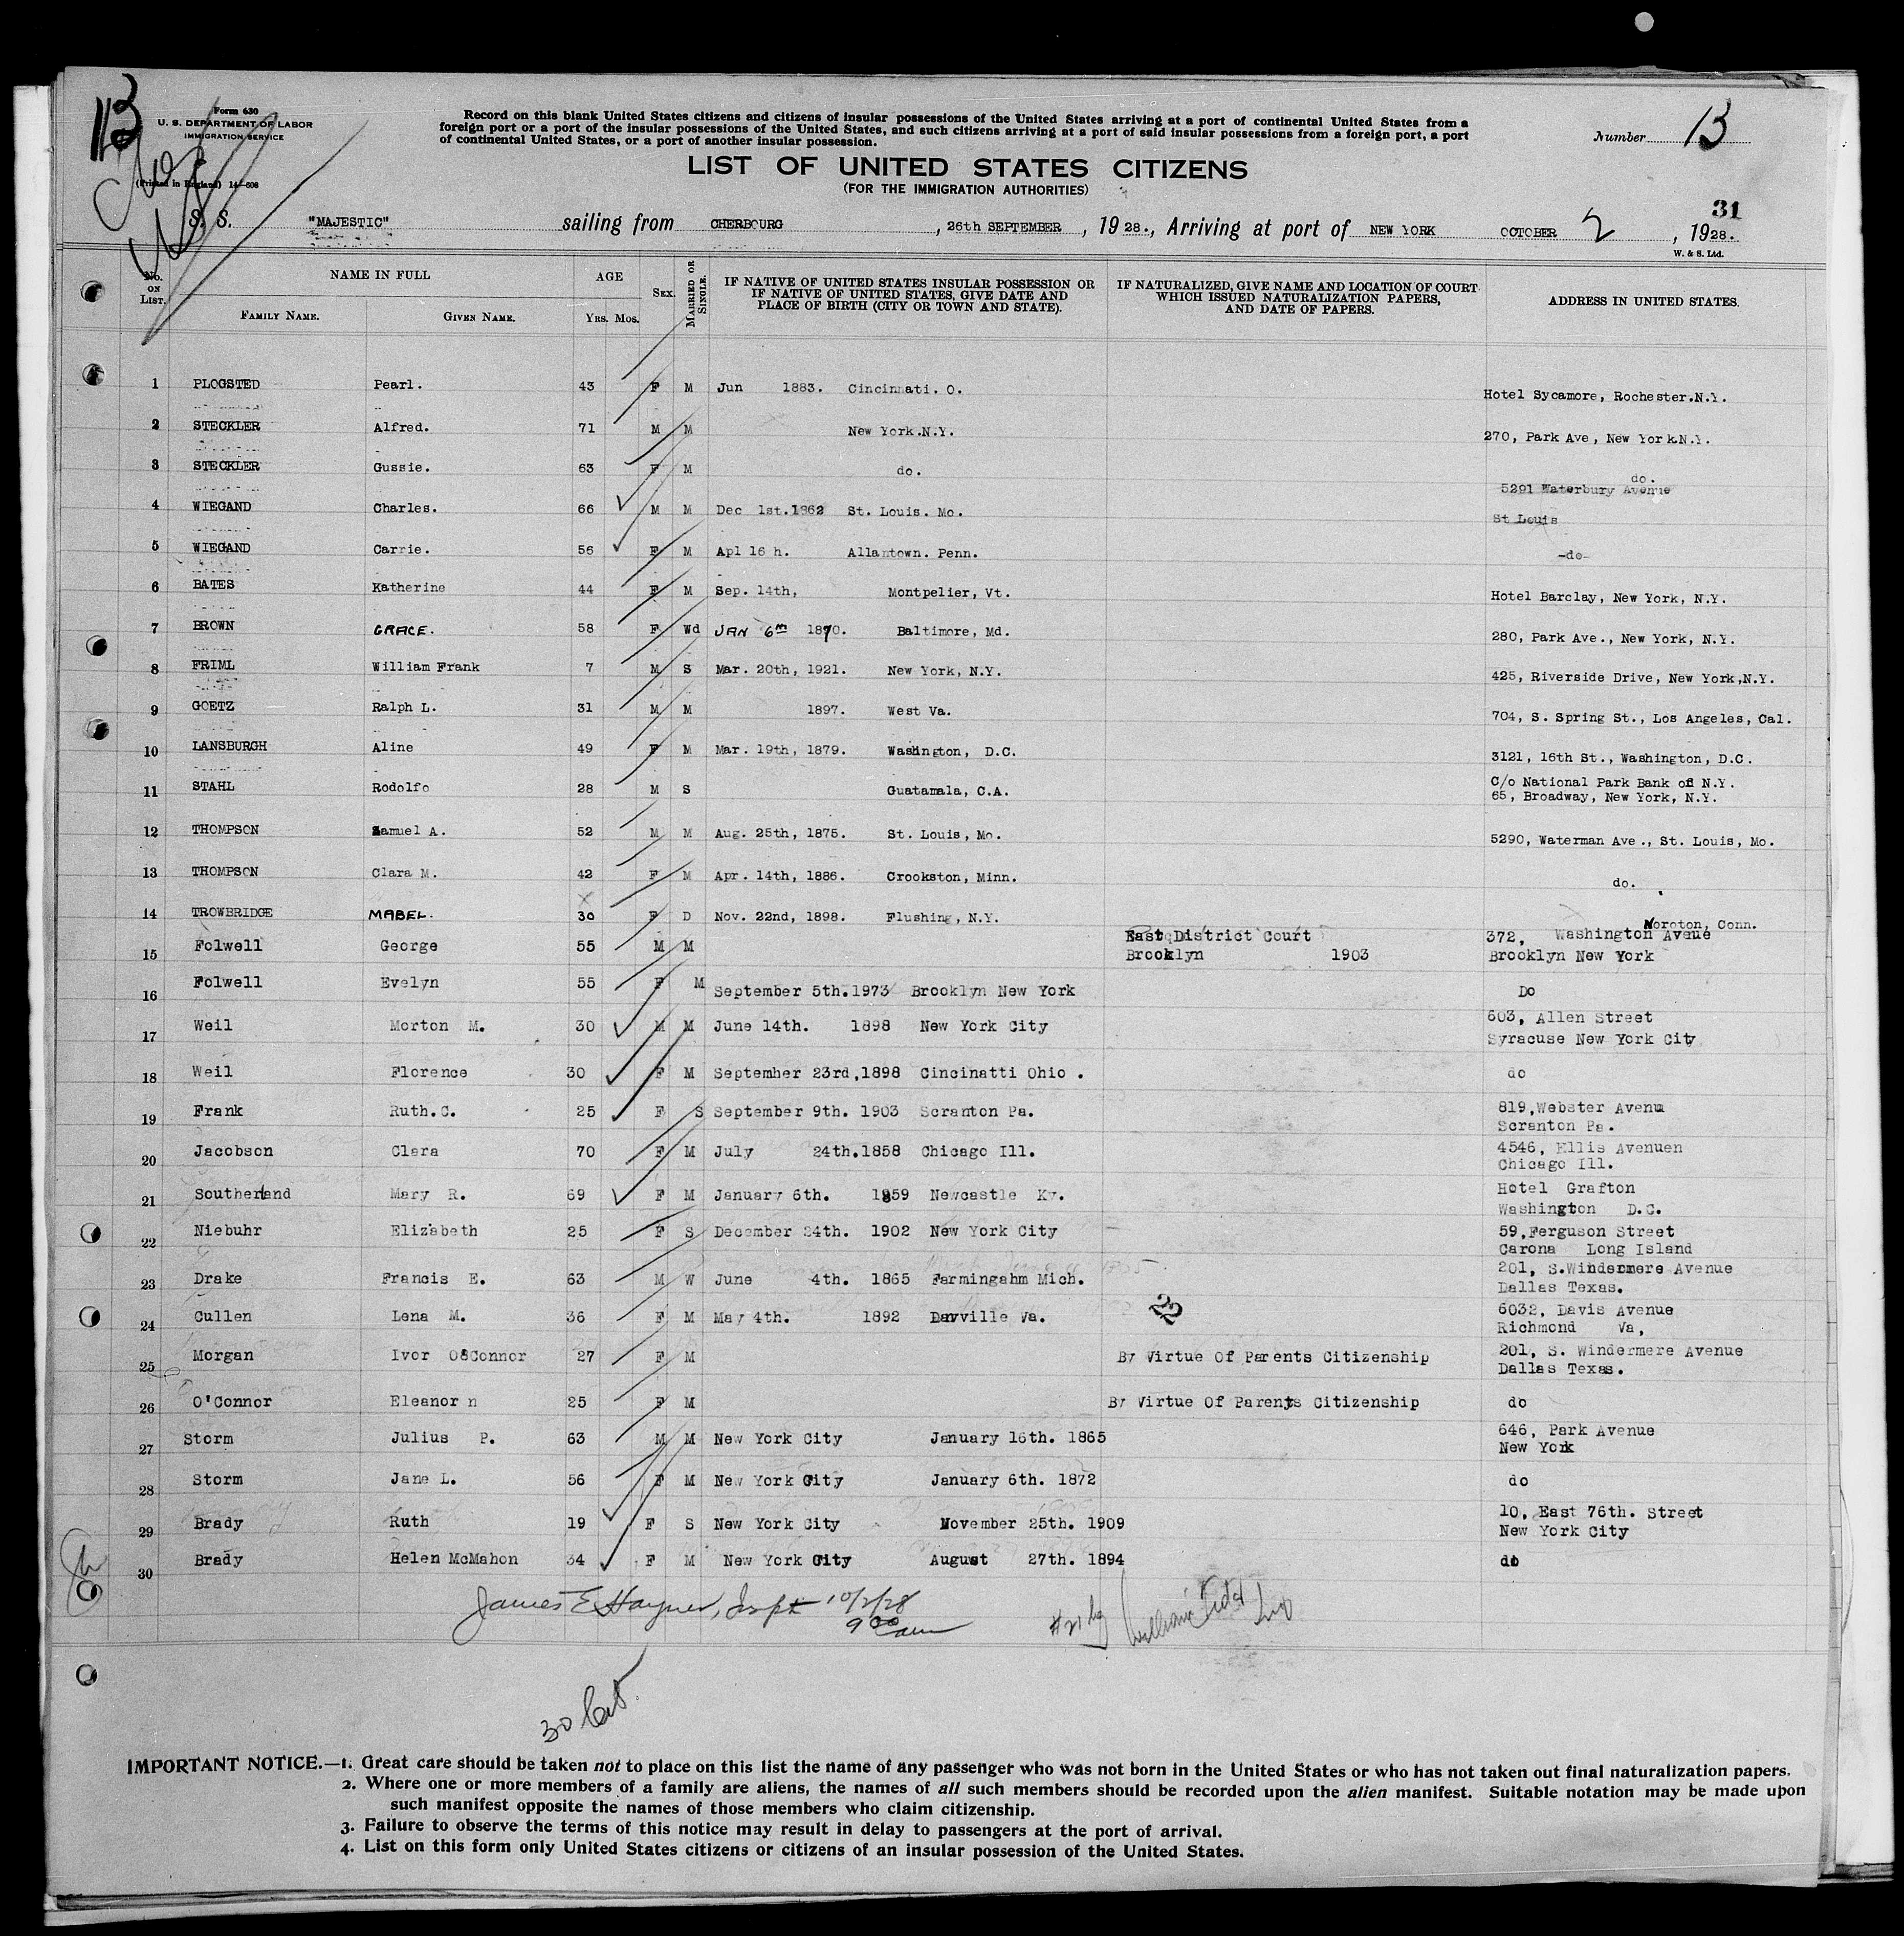 113
Form 630
U. S. DEPARTMENT OF LABOR
IMMIGRATION SERVICE
(Printed in England) 14-608
Record on this blank United States citizens and citizens of insular possessions of the United States arriving at a port of continental United States from a
foreign port or a port of the insular possessions of the United States, and such citizens arriving at a port of said insular possessions from a foreign port, a port
of continental United States, or a port of another insular possession.
Number 13
LIST OF UNITED STATES CITIZENS
(FOR THE IMMIGRATION AUTHORITIES)
31
S. S. "MAJESTIC" sailing from CHERBOURG, 26th SEPTEMBER, 1928., Arriving at port of NEW YORK OCTOBER 2, 1928.
W. & S. Ltd.
No. ON LIST. NAME IN FULL AGE SEX. MARRIED OR SINGLE. IF NATIVE OF UNITED STATES INSULAR POSSESSION OR IF NATIVE OF UNITED STATES, GIVE DATE AND PLACE OF BIRTH (CITY OR TOWN AND STATE). IF NATURALIZED, GIVE NAME AND LOCATION OF COURT WHICH ISSUED NATURALIZATION PAPERS, AND DATE OF PAPERS. ADDRESS IN UNITED STATES.
FAMILY NAME. GIVEN NAME. YRS. MOS.
1 PLOGSTED Pearl. 43 F M Jun 1883. Cincinnati. O. Hotel Sycamore, Rochester.N.Y.
2 STECKLER Alfred. 71 M M New York.N.Y. 270, Park Ave, New York.N.Y.
3 STECKLER Gussie. 63 F M do. do.
4 WIEGAND Charles. 66 M M Dec 1st.1862 St. Louis. Mo. 5291 Waterbury Avenue
St Louis
5 WIEGAND Carrie. 56 F M Apl 16 h. Allantown. Penn. -do-
6 BATES Katherine 44 F M Sep. 14th, Montpelier, Vt. Hotel Barclay, New York, N.Y.
7 BROWN GRACE. 58 F Wd JAN 6th 1870. Baltimore, Md. 280, Park Ave., New York, N.Y.
8 FRIML William Frank 7 M S Mar. 20th, 1921. New York, N.Y. 425, Riverside Drive, New York,N.Y.
9 GOETZ Ralph L. 31 M M 1897. West Va. 704, S. Spring St., Los Angeles, Cal.
10 LANSBURGH Aline 49 F M Mar. 19th, 1879. Washington, D.C. 3121, 16th St., Washington, D.C.
11 STAHL Rodolfo 28 M S Guatamala, C.A. C/o National Park Bank of N.Y.
65, Broadway, New York, N.Y.
12 THOMPSON Samuel A. 52 M M Aug. 25th, 1875. St. Louis, Mo. 5290, Waterman Ave., St. Louis, Mo.
13 THOMPSON Clara M. 42 F M Apr. 14th, 1886. Crookston, Minn. do.
14 TROWBRIDGE MABEL. 30 F D Nov. 22nd, 1898. Flushing, N.Y. Noroton, Conn.
15 Folwell George 55 M M East District Court 372, Washington Aveue
Brooklyn 1903 Brooklyn New York
16 Folwell Evelyn 55 F M September 5th.1973 Brooklyn New York Do
17 Weil Morton M. 30 M M June 14th. 1898 New York City 603, Allen Street
Syracuse New York City
18 Weil Florence 30 F M September 23rd,1898 Cincinatti Ohio . do
19 Frank Ruth.C. 25 F S September 9th. 1903 Scranton Pa. 819,Webster Avenu
Scranton Pa.
20 Jacobson Clara 70 F M July 24th.1858 Chicago Ill. 4546, Ellis Avenuen
Chicago Ill.
21 Southerland Mary R. 69 F M January 6th. 1859 Newcastle Ky. Hotel Grafton
Washington D.C.
22 Niebuhr Elizabeth 25 F S December 24th. 1902 New York City 59,Ferguson Street
Carona Long Island
23 Drake Francis E. 63 M W June 4th. 1865 Farmingahm Mich. 201, S.Windermere Avenue
Dallas Texas.
24 Cullen Lena M. 36 F M May 4th. 1892 Danville Va. 23 6032, Davis Avenue
Richmond Va,
25 Morgan Ivor O'Connor 27 F M By Virtue Of Parents Citizenship 201, S. Windermere Avenue
Dallas Texas.
26 O'Connor Eleanor n 25 F M By Virtue Of Parents Citizenship do
27 Storm Julius P. 63 M M New York City January 16th. 1865 646, Park Avenue
New York
28 Storm Jane L. 56 F M New York City January 6th. 1872 do
29 Brady Ruth 19 F S New York City November 25th. 1909 10, East 76th. Street
New York City
30 Brady Helen McMahon 34 F M New York City August 27th. 1894 do
James E. Hayner, Inspt 10/2/28
9 00 am
30
IMPORTANT NOTICE.—1. Great care should be taken not to place on this list the name of any passenger who was not born in the United States or who has not taken out final naturalization papers.
2. Where one or more members of a family are aliens, the names of all such members should be recorded upon the alien manifest. Suitable notation may be made upon
such manifest opposite the names of those members who claim citizenship.
3. Failure to observe the terms of this notice may result in delay to passengers at the port of arrival.
4. List on this form only United States citizens or citizens of an insular possession of the United States.